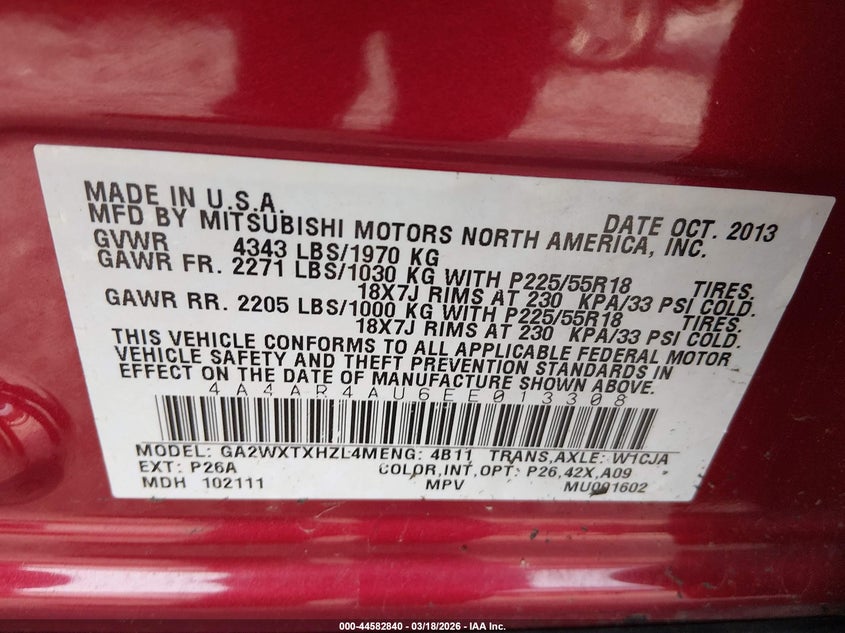 MADE IN U.S.A. DATE OCT. 2013
MFD BY MITSUBISHI MOTORS NORTH AMERICA, INC.
GVWR 4343 LBS/1970 KG
GAWR FR. 2271 LBS/1030 KG WITH P225/55R18 TIRES.
18X7J RIMS AT 230 KPA/33 PSI COLD.
GAWR RR. 2205 LBS/1000 KG WITH P225/55R18 TIRES.
18X7J RIMS AT 230 KPA/33 PSI COLD.
THIS VEHICLE CONFORMS TO ALL APPLICABLE FEDERAL MOTOR
VEHICLE SAFETY AND THEFT PREVENTION STANDARDS IN
EFFECT ON THE DATE OF MANUFACTURE SHOWN ABOVE.
4A4AR4AU6EE013308
MODEL: GA2WXTXHZL4MENG: 4B11 TRANS,AXLE: W1CJA
EXT: P26A COLOR,INT,OPT: P26,42X,A09
MDH 102111 MPV MU001602
000-44582840 - 03/18/2026 - IAA Inc.